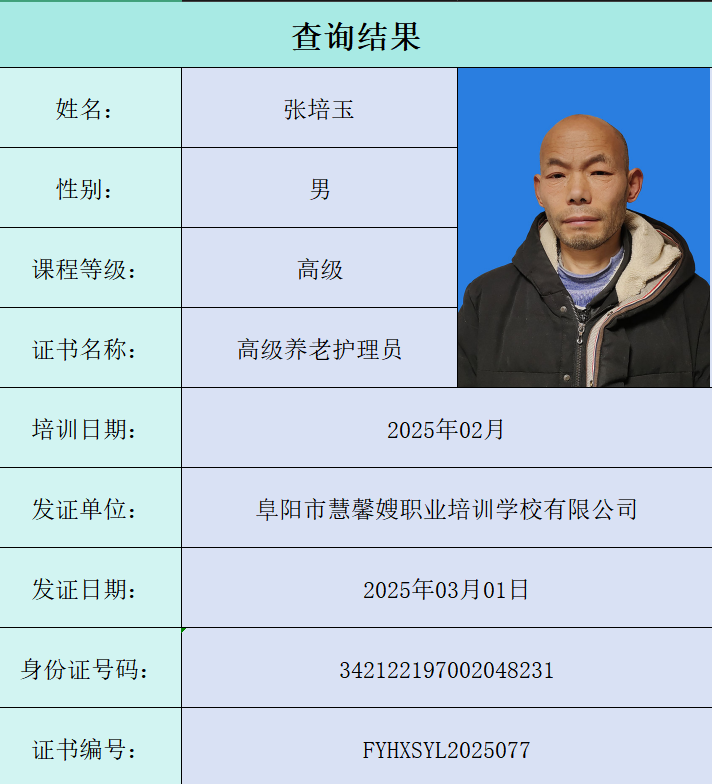 查询结果
姓名： 张培玉
性别： 男
课程等级： 高级
证书名称： 高级养老护理员
培训日期： 2025年02月
发证单位： 阜阳市慧馨嫂职业培训学校有限公司
发证日期： 2025年03月01日
身份证号码： 342122197002048231
证书编号： FYHXSYL2025077